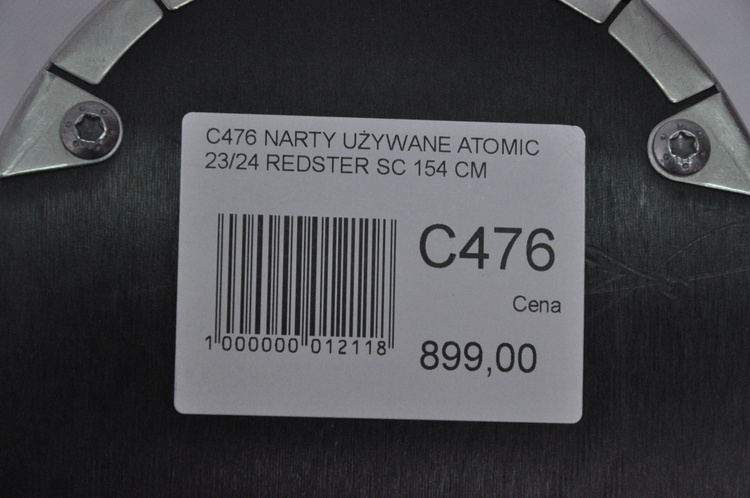 C476 NARTY UŻYWANE ATOMIC
23/24 REDSTER SC 154 CM
C476
Cena
1 000000 012118
899,00